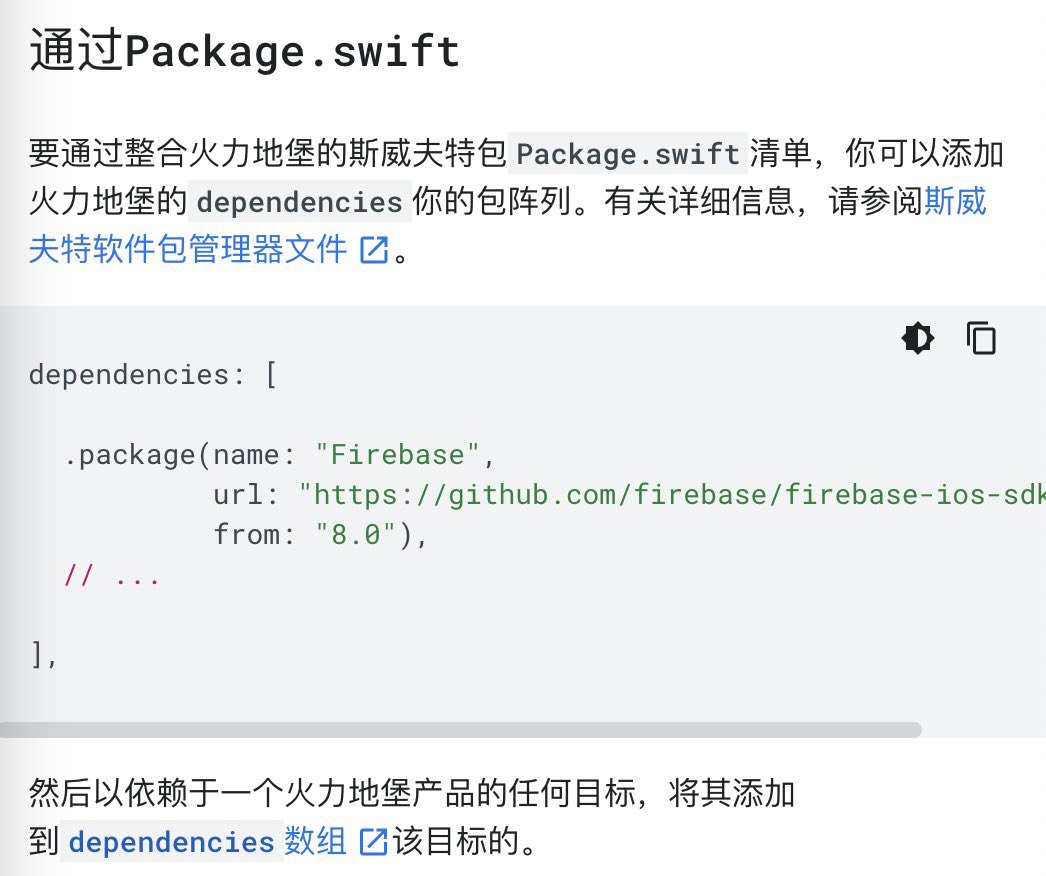 通过Package.swift
要通过整合火力地堡的斯威夫特包Package.swift清单，你可以添加
火力地堡的dependencies你的包阵列。有关详细信息，请参阅斯威
夫特软件包管理器文件。
dependencies: [
.package(name: "Firebase",
url: "https://github.com/firebase/firebase-ios-sdk
from: "8.0"),
// ...
],
然后以依赖于一个火力地堡产品的任何目标，将其添加
到dependencies数组该目标的。